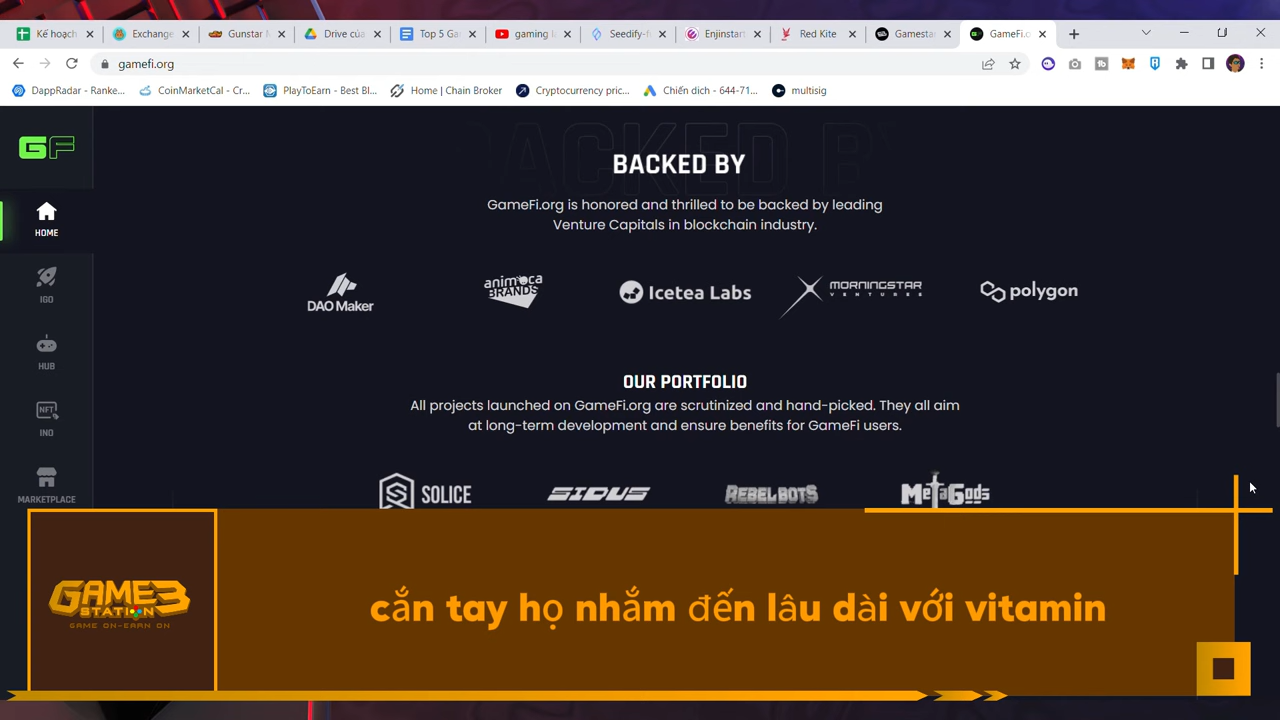 Kế hoạch
Exchange
Gunstar M
Drive của
Top 5 Ga
gaming l
Seedify-f
Enjinstart
Red Kite
Gamesta
GameFi.o
gamefi.org
DappRadar - Ranke...
CoinMarketCal - Cr...
PlayToEarn - Best Bl...
Home | Chain Broker
Cryptocurrency pric...
Chiến dịch - 644-71...
multisig
GF
BACKED BY
BACKED BY
GameFi.org is honored and thrilled to be backed by leading
Venture Capitals in blockchain industry.
HOME
IGO
HUB
NFT
INO
MARKETPLACE
DAO Maker
animoca BRANDS
Icetea Labs
MORNINGSTAR VENTURES
polygon
OUR PORTFOLIO
All projects launched on GameFi.org are scrutinized and hand-picked. They all aim
at long-term development and ensure benefits for GameFi users.
SOLICE
SIDUS
REBEL BOTS
METAGODS
GAME3
STATION
GAME ON-EARN ON
cắn tay họ nhắm đến lâu dài với vitamin